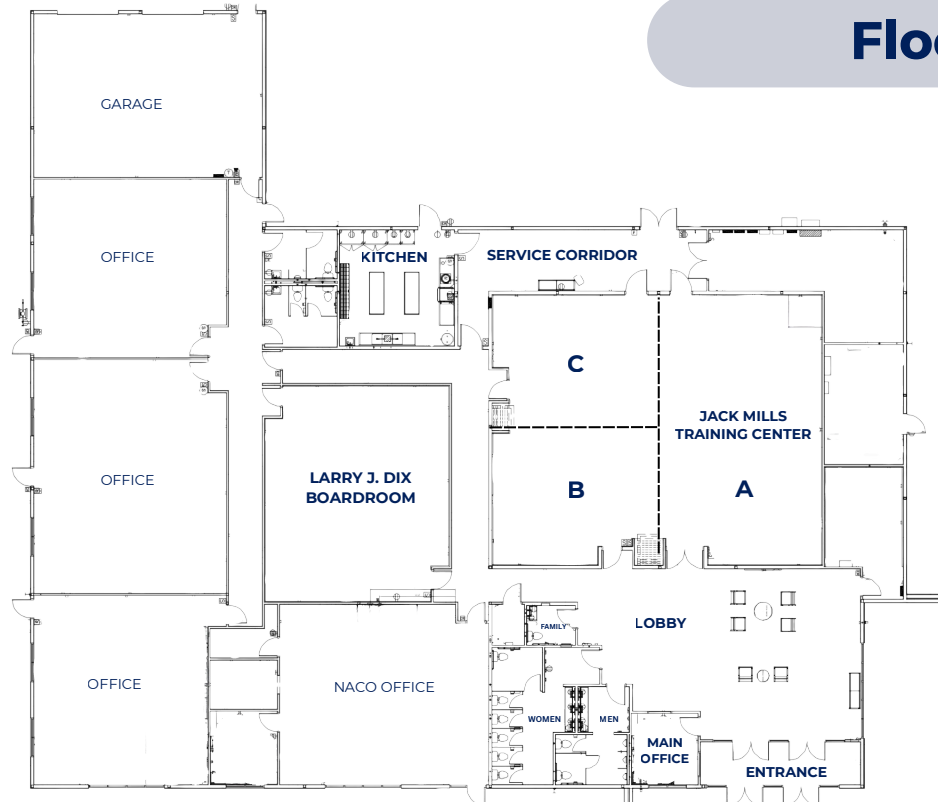 Floo
GARAGE
OFFICE
KITCHEN
SERVICE CORRIDOR
C
JACK MILLS
TRAINING CENTER
OFFICE
LARRY J. DIX
BOARDROOM
B
A
FAMILY
LOBBY
OFFICE
NACO OFFICE
WOMEN
MEN
MAIN
OFFICE
ENTRANCE